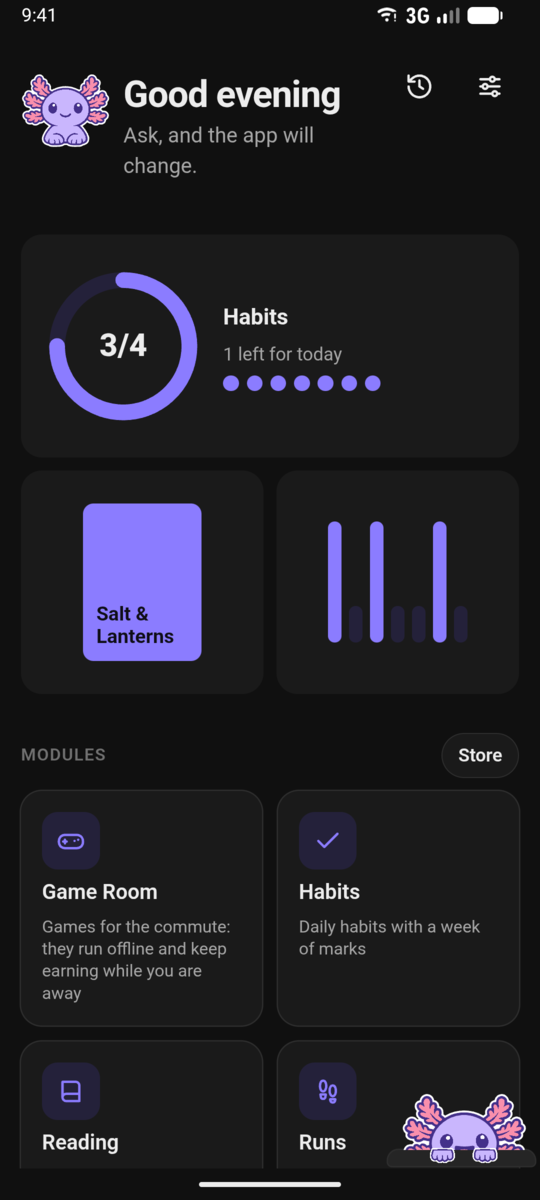 9:41
3G
Good evening
Ask, and the app will
change.
3/4
Habits
1 left for today
Salt &
Lanterns
MODULES
Store
Game Room
Games for the commute:
they run offline and keep
earning while you are
away
Habits
Daily habits with a week
of marks
Reading
Runs